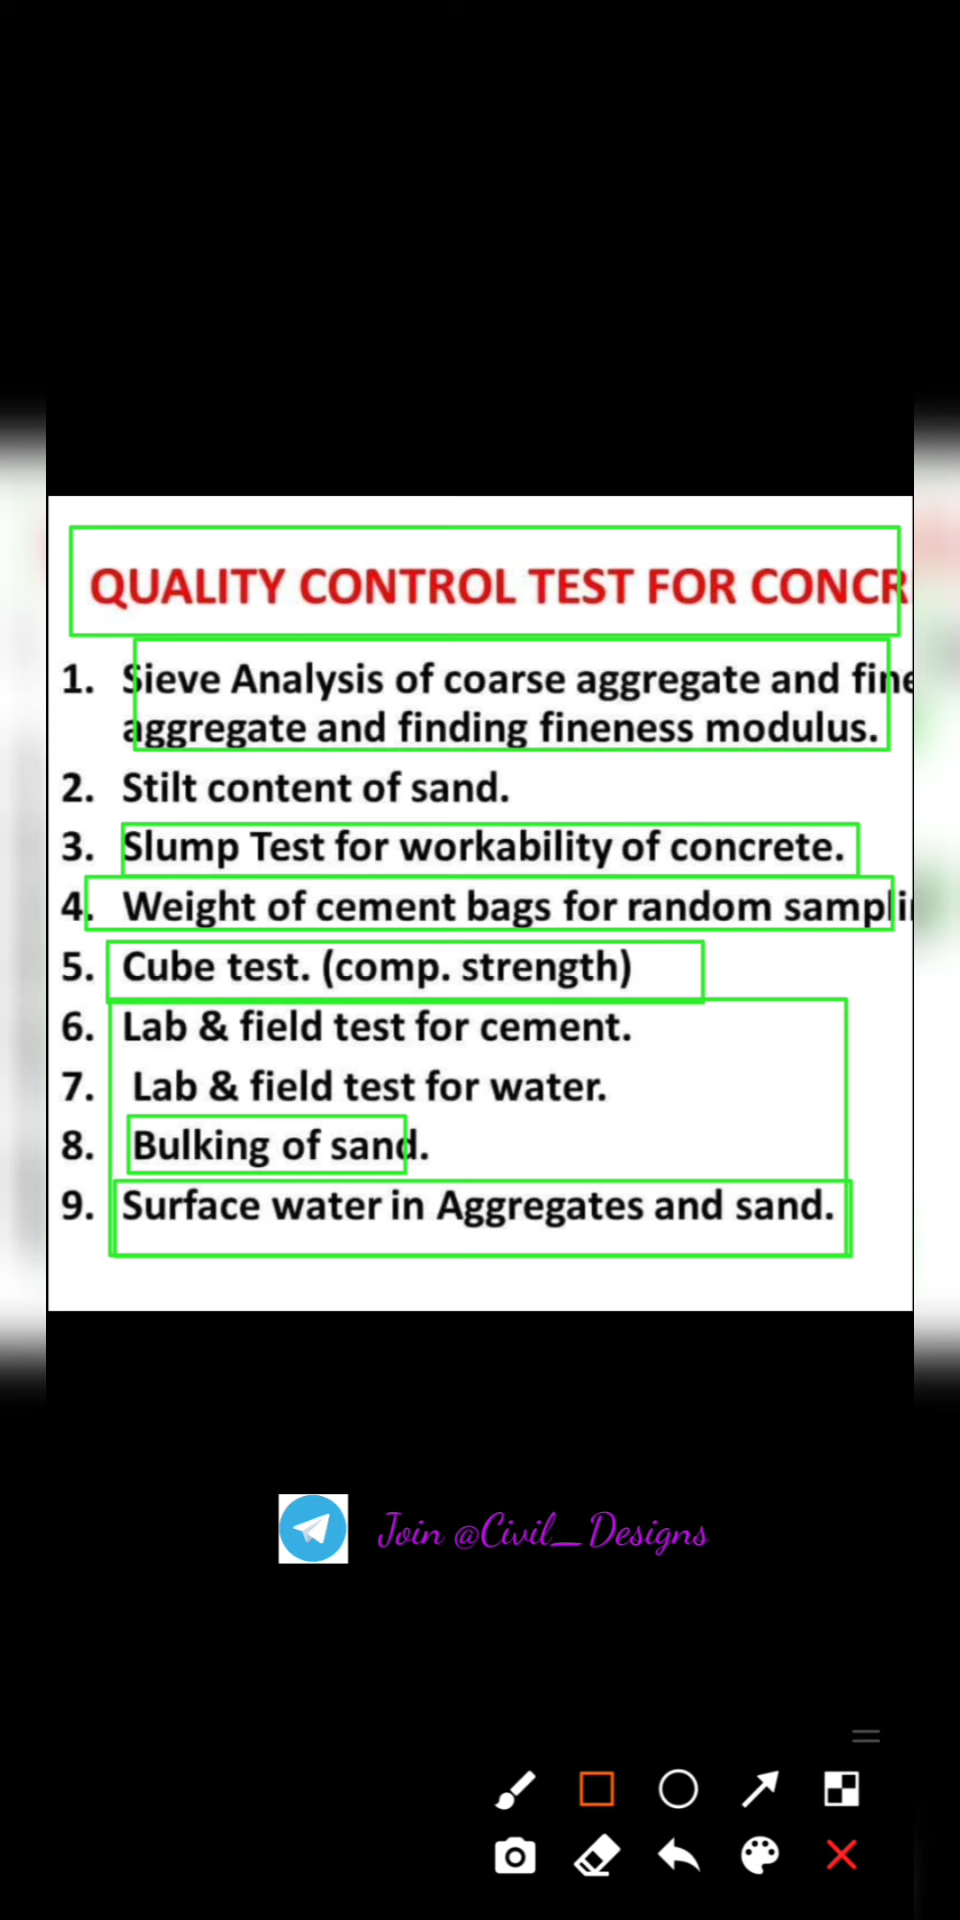 QUALITY CONTROL TEST FOR CONCR
1. Sieve Analysis of coarse aggregate and fine
aggregate and finding fineness modulus.
2. Stilt content of sand.
3. Slump Test for workability of concrete.
4. Weight of cement bags for random sampli
5. Cube test. (comp. strength)
6. Lab & field test for cement.
7. Lab & field test for water.
8. Bulking of sand.
9. Surface water in Aggregates and sand.
Join @Civil_Designs